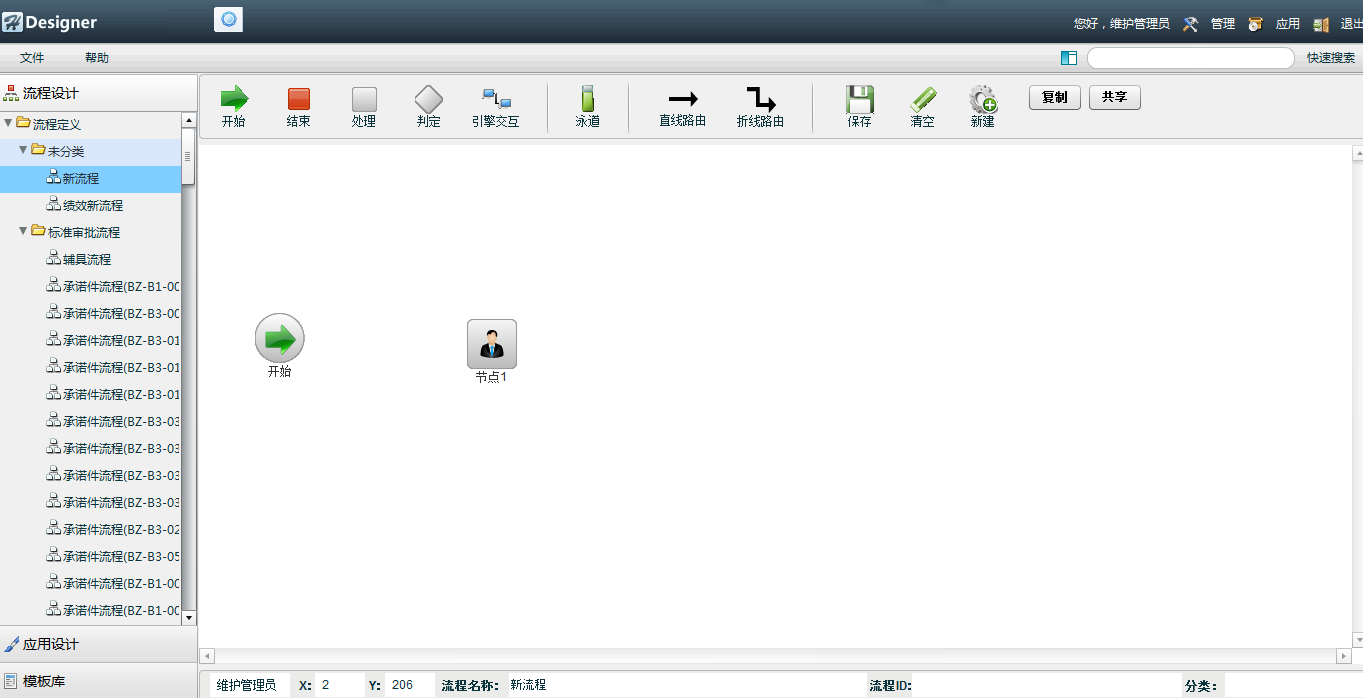 Designer
您好，维护管理员 管理 应用 退出
文件 帮助 快速搜索
流程设计
流程定义
未分类
新流程
绩效新流程
标准审批流程
辅具流程
承诺件流程(BZ-B1-00
承诺件流程(BZ-B3-00
承诺件流程(BZ-B3-01
承诺件流程(BZ-B3-01
承诺件流程(BZ-B3-01
承诺件流程(BZ-B3-03
承诺件流程(BZ-B3-03
承诺件流程(BZ-B3-03
承诺件流程(BZ-B3-03
承诺件流程(BZ-B3-02
承诺件流程(BZ-B3-05
承诺件流程(BZ-B1-00
承诺件流程(BZ-B1-00
应用设计
模板库
开始 结束 处理 判定 引擎交互 泳道 直线路由 折线路由 保存 清空 新建 复制 共享
开始
节点1
维护管理员 X: 2 Y: 206 流程名称: 新流程 流程ID: 分类: